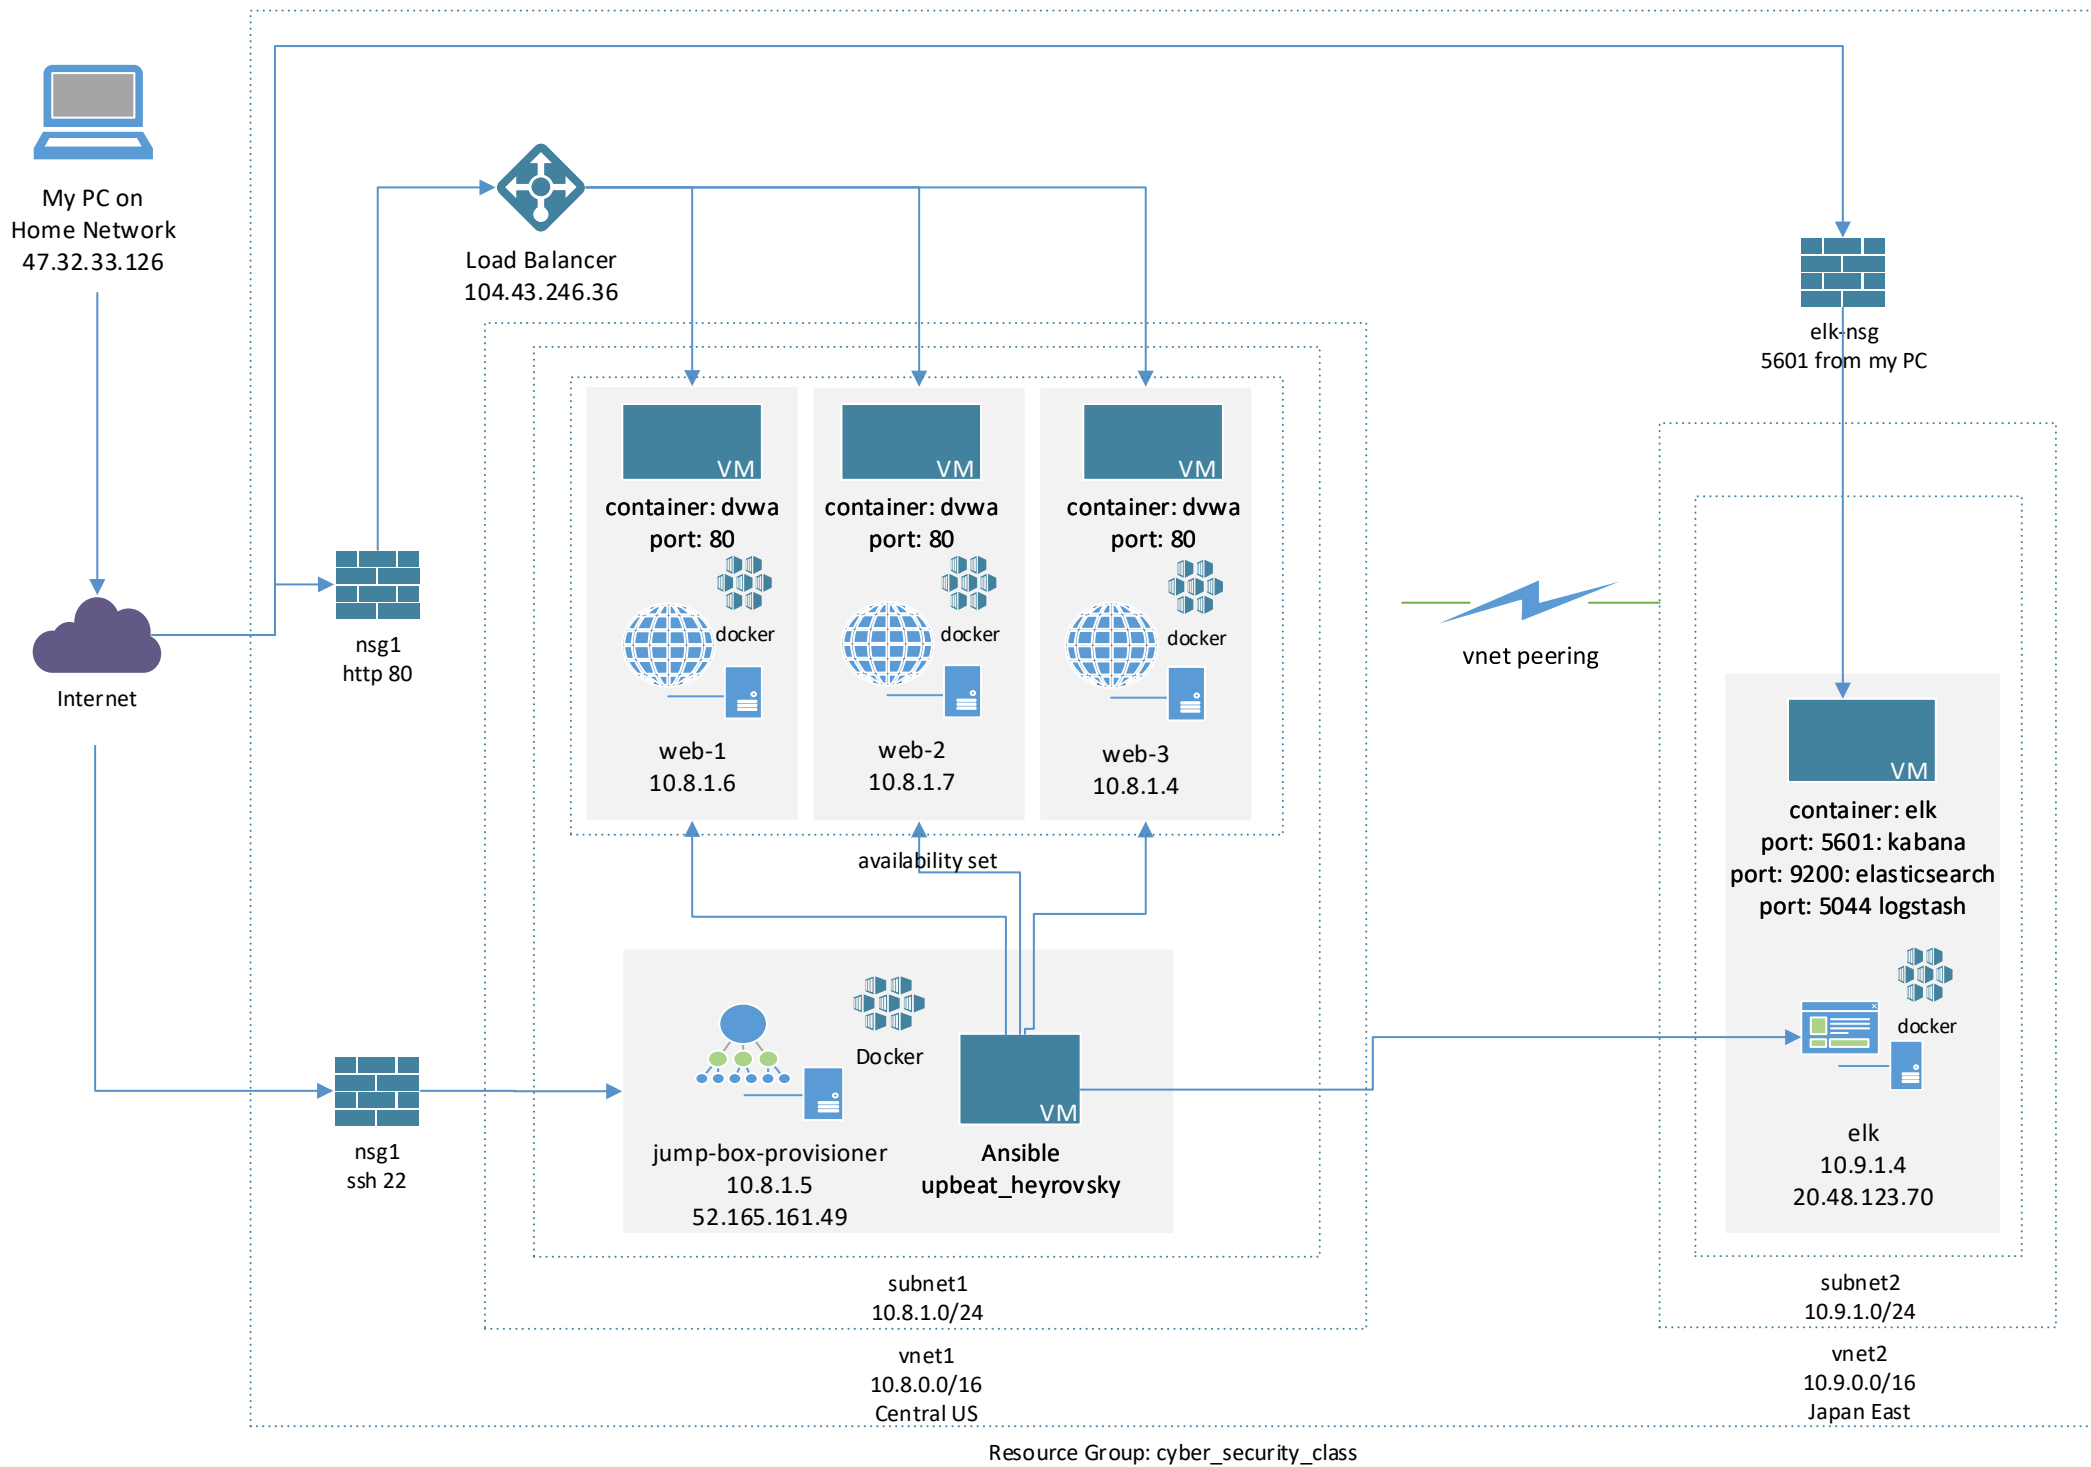 My PC on
Home Network
47.32.33.126
Load Balancer
104.43.246.36
elk-nsg
5601 from my PC
VM
container: dvwa
port: 80
docker
web-1
10.8.1.6
VM
container: dvwa
port: 80
docker
web-2
10.8.1.7
VM
container: dvwa
port: 80
docker
web-3
10.8.1.4
availability set
nsg1
http 80
Internet
vnet peering
VM
container: elk
port: 5601: kabana
port: 9200: elasticsearch
port: 5044 logstash
docker
elk
10.9.1.4
20.48.123.70
nsg1
ssh 22
Docker
jump-box-provisioner
10.8.1.5
52.165.161.49
VM
Ansible
upbeat_heyrovsky
subnet1
10.8.1.0/24
vnet1
10.8.0.0/16
Central US
subnet2
10.9.1.0/24
vnet2
10.9.0.0/16
Japan East
Resource Group: cyber_security_class